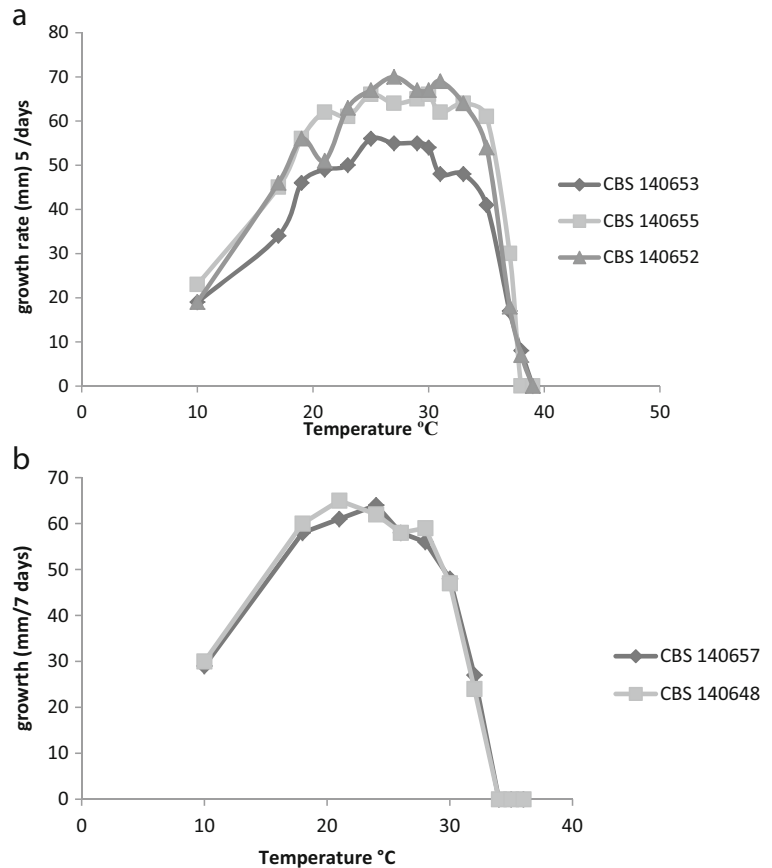 a
80
70
60
50
40
30
20
10
0
growth rate (mm) 5 /days
0 10 20 30 40 50
Temperature °C
CBS 140653
CBS 140655
CBS 140652
b
70
60
50
40
30
20
10
0
growrth (mm/7 days)
0 10 20 30 40
Temperature °C
CBS 140657
CBS 140648